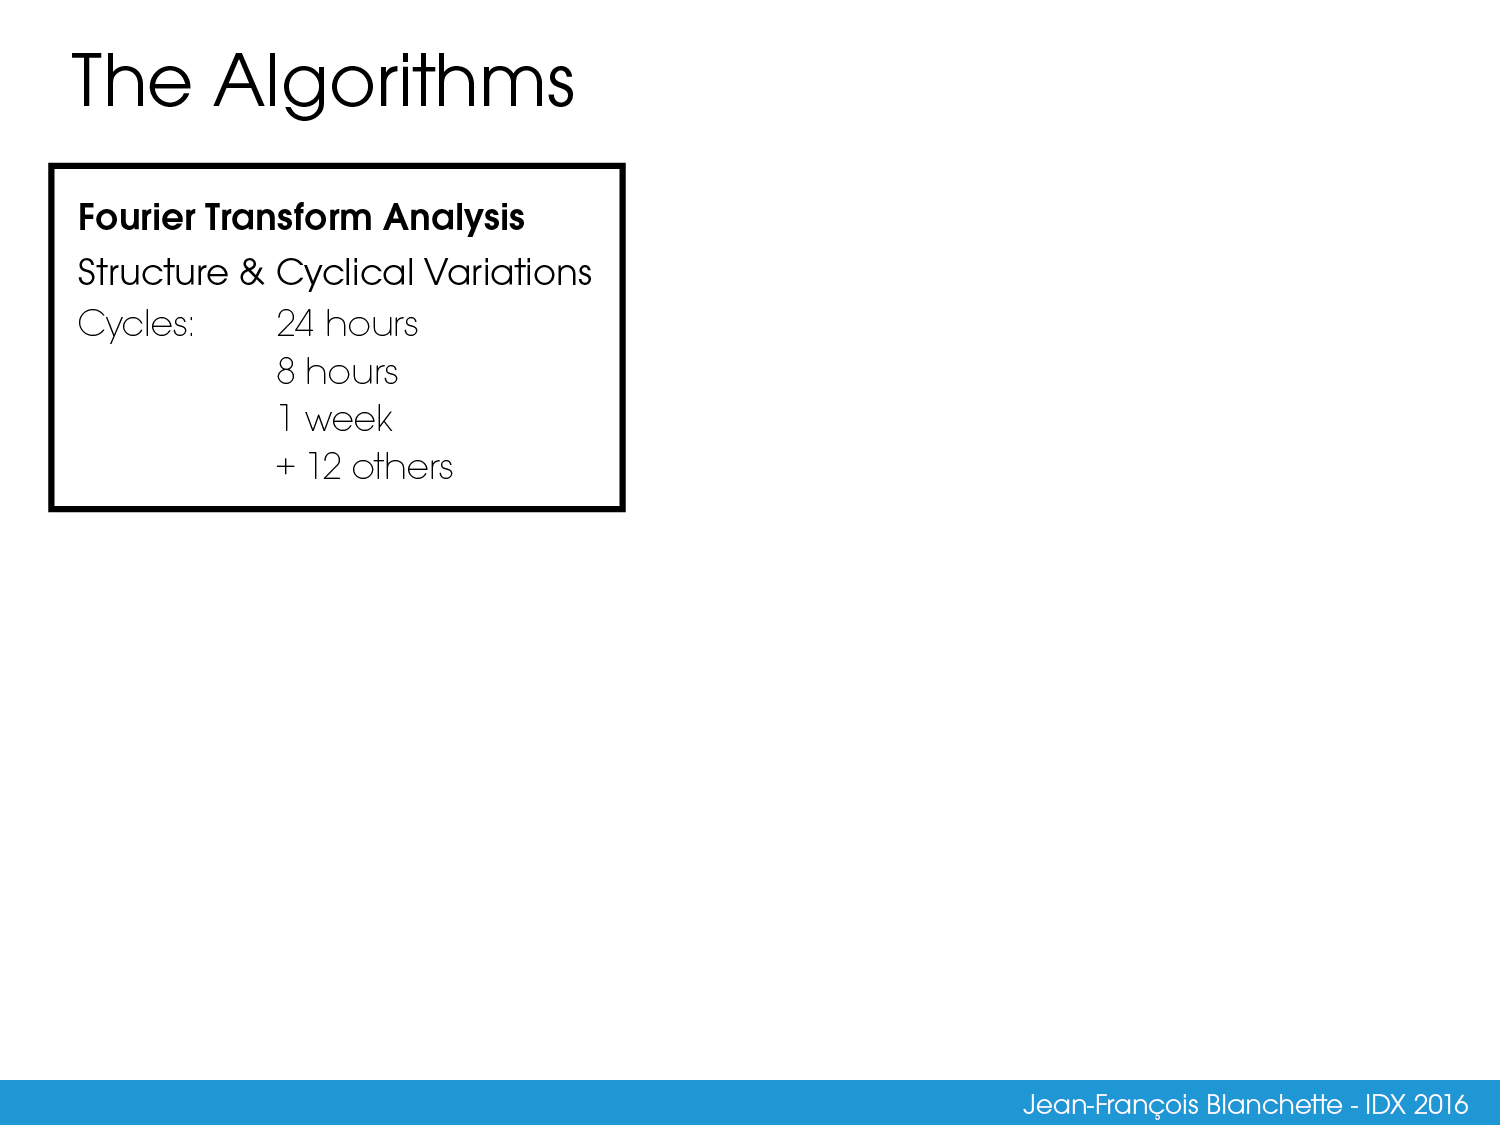 The Algorithms
Fourier Transform Analysis
Structure & Cyclical Variations
Cycles: 24 hours
8 hours
1 week
+ 12 others
Jean-François Blanchette - IDX 2016